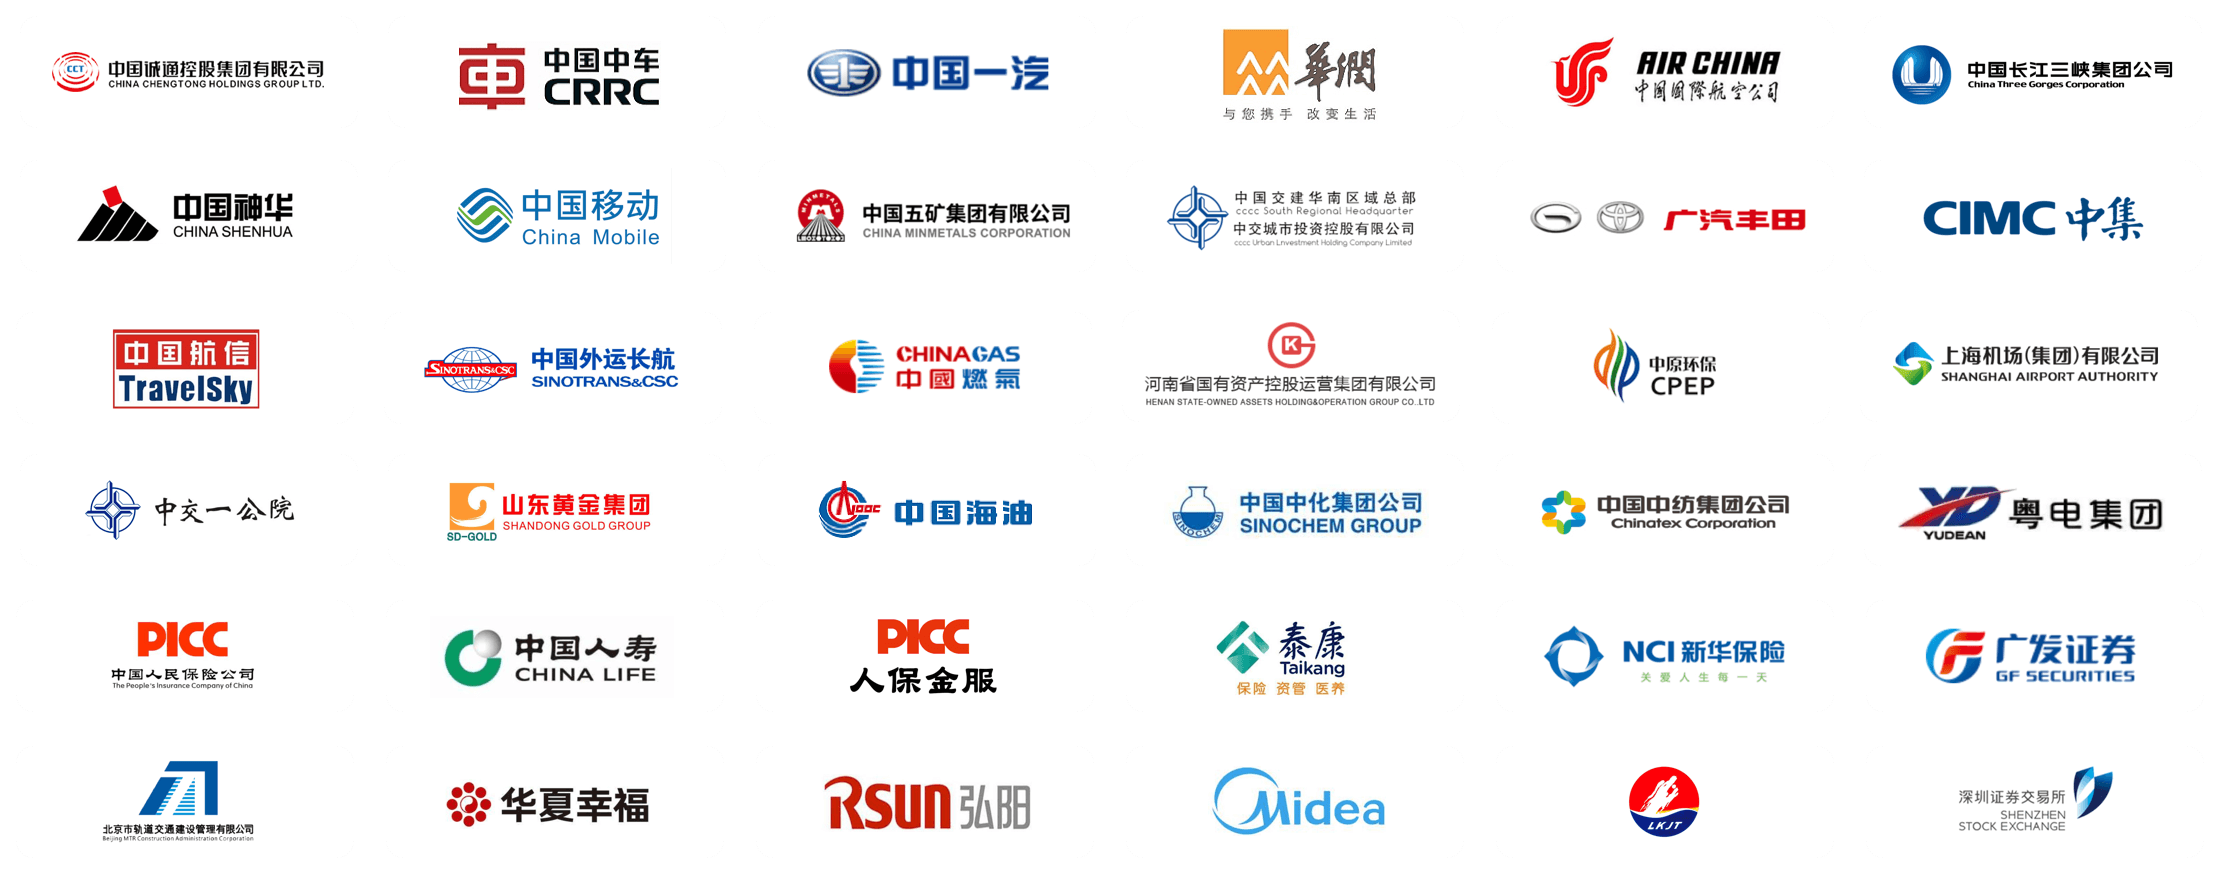 CCT
中国诚通控股集团有限公司
CHINA CHENGTONG HOLDINGS GROUP LTD.
中国中车
CRRC
中国一汽
華潤
与您携手 改变生活
AIR CHINA
中国国際航空公司
中国长江三峡集团公司
China Three Gorges Corporation
中国神华
CHINA SHENHUA
中国移动
China Mobile
MINMETALS
中国五矿集团有限公司
CHINA MINMETALS CORPORATION
中国交建华南区域总部
cccc South Regional Headquarter
中交城市投资控股有限公司
cccc Urban Lnvestment Holding Company Limited
广汽丰田
CIMC 中集
中国航信
TravelSky
SINOTRANS&CSC
中国外运长航
SINOTRANS&CSC
CHINA GAS
中國燃氣
K
河南省国有资产控股运营集团有限公司
HENAN STATE-OWNED ASSETS HOLDING&OPERATION GROUP CO.,LTD
中原环保
CPEP
上海机场(集团)有限公司
SHANGHAI AIRPORT AUTHORITY
中交一公院
SD-GOLD
山东黄金集团
SHANDONG GOLD GROUP
CNOOC
中国海油
SINOCHEM
中国中化集团公司
SINOCHEM GROUP
中国中纺集团公司
Chinatex Corporation
YD
YUDEAN
粤电集团
PICC
中国人民保险公司
The People's Insurance Company of China
中国人寿
CHINA LIFE
PICC
人保金服
泰康
Taikang
保险 资管 医养
NCI 新华保险
关爱人生每一天
广发证券
GF SECURITIES
北京市轨道交通建设管理有限公司
Beijing MTR Construction Administration Corporation
华夏幸福
RSUN 弘阳
Midea
LKJT
深圳证券交易所
SHENZHEN
STOCK EXCHANGE